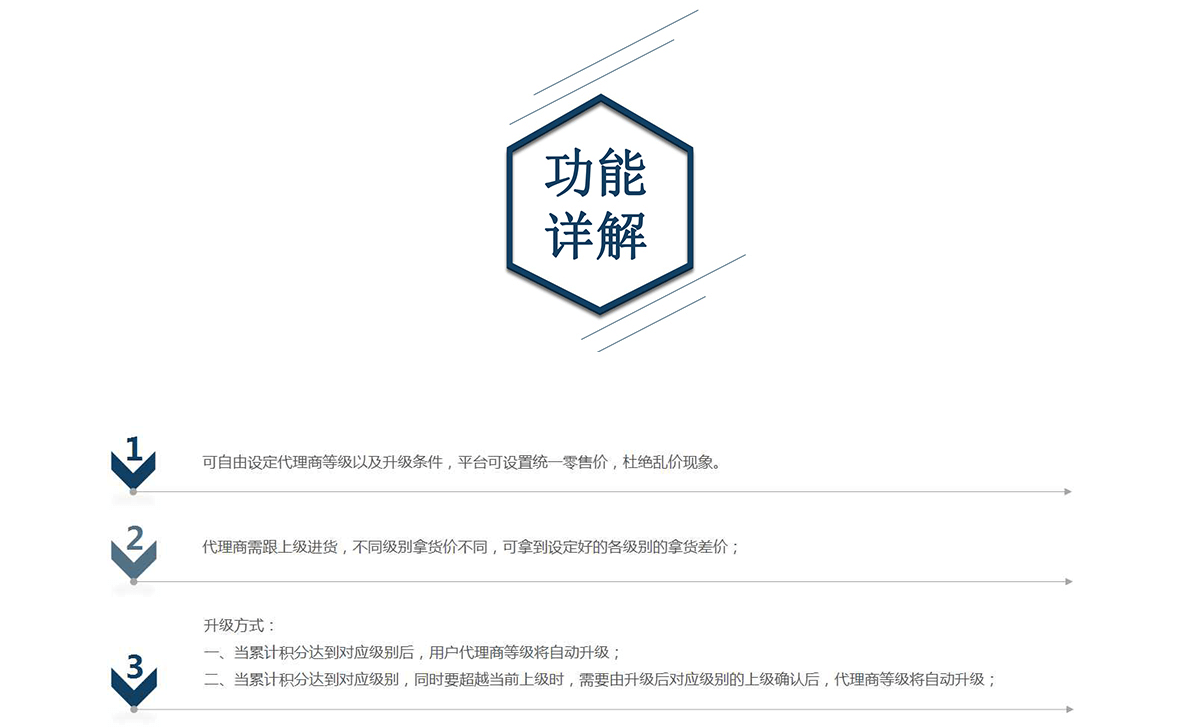 功能
详解
1
可自由设定代理商等级以及升级条件，平台可设置统一零售价，杜绝乱价现象。
2
代理商需跟上级进货，不同级别拿货价不同，可拿到设定好的各级别的拿货差价；
升级方式：
一、当累计积分达到对应级别后，用户代理商等级将自动升级；
3
二、当累计积分达到对应级别，同时要超越当前上级时，需要由升级后对应级别的上级确认后，代理商等级将自动升级；